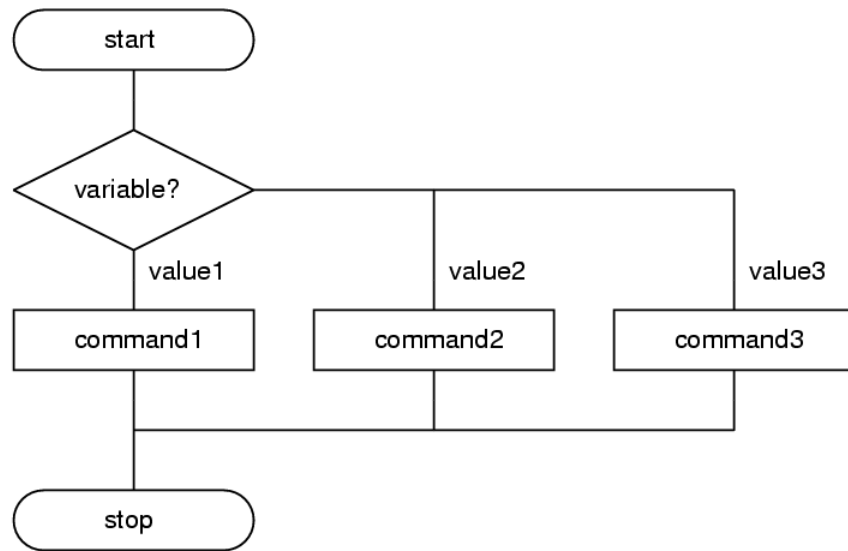 start
variable?
value1
value2
value3
command1
command2
command3
stop